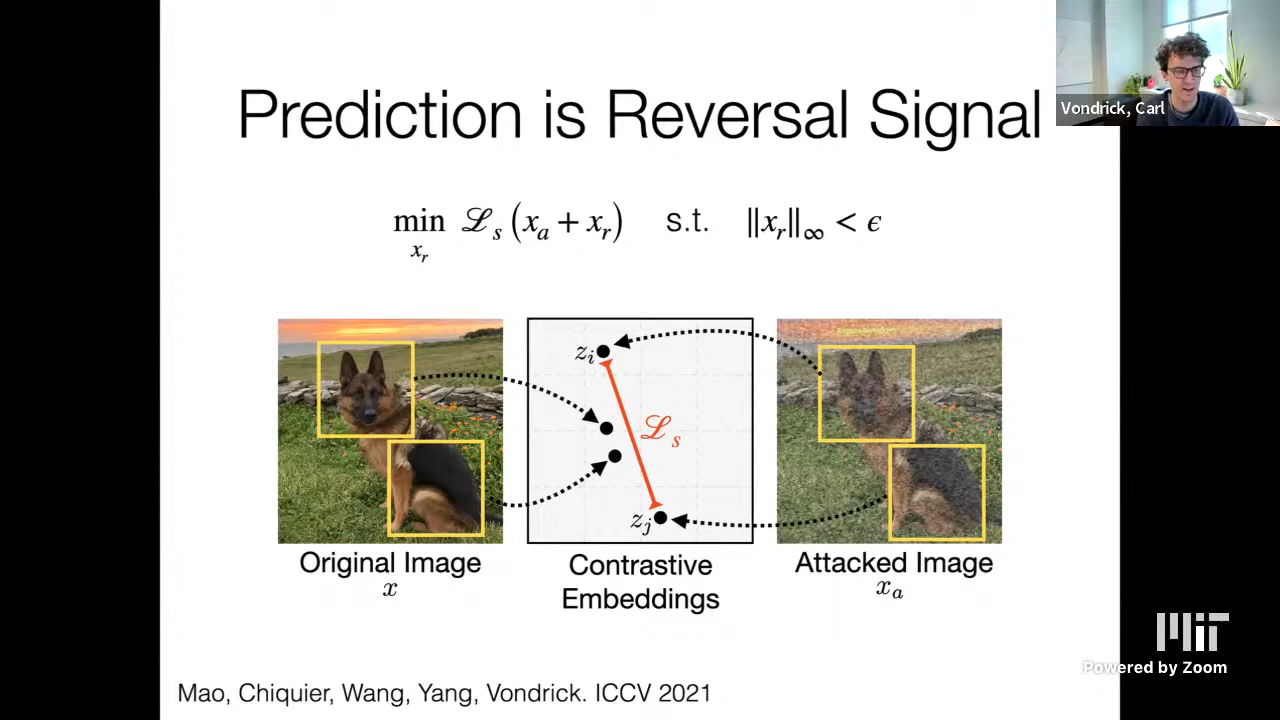 Prediction is Reversal Signal
Vondrick, Carl
min ℒs (xa + xr) s.t. ‖xr‖∞ < ϵ
xr
zi
ℒs
zj
Original Image
x
Contrastive
Embeddings
Attacked Image
xa
MIT
Powered by Zoom
Mao, Chiquier, Wang, Yang, Vondrick. ICCV 2021